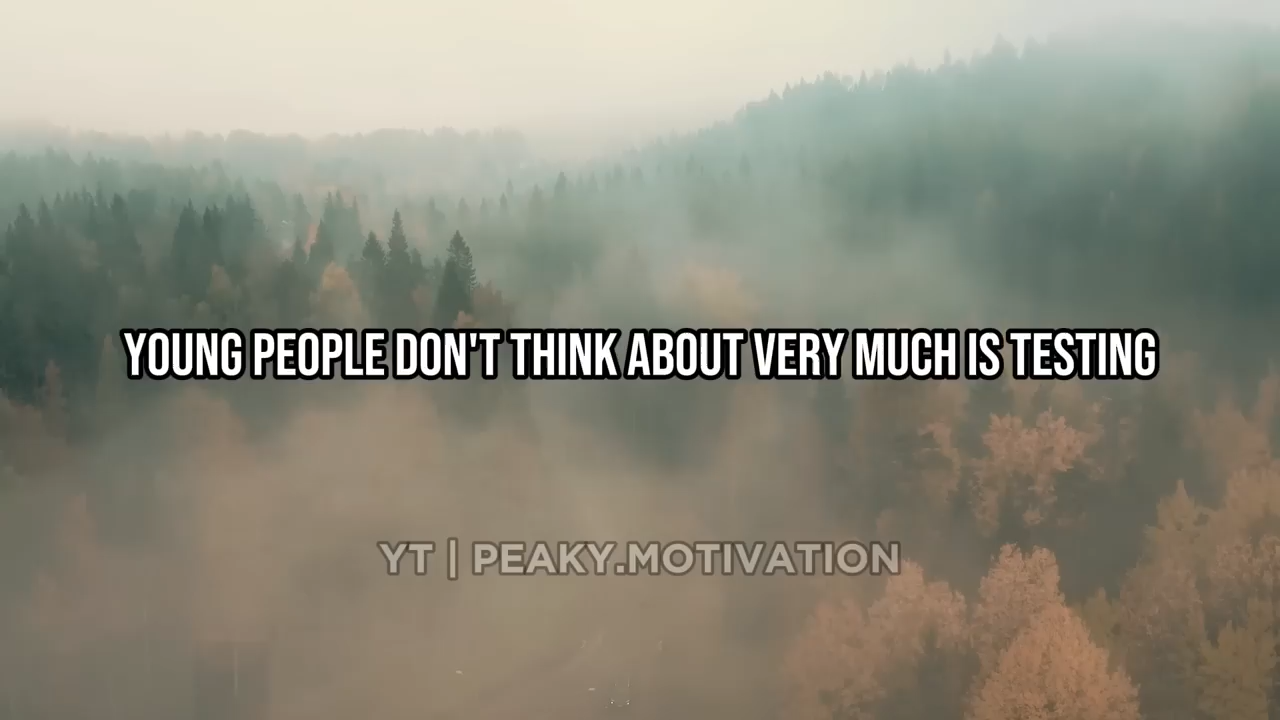 YOUNG PEOPLE DON'T THINK ABOUT VERY MUCH IS TESTING
YT | PEAKY.MOTIVATION